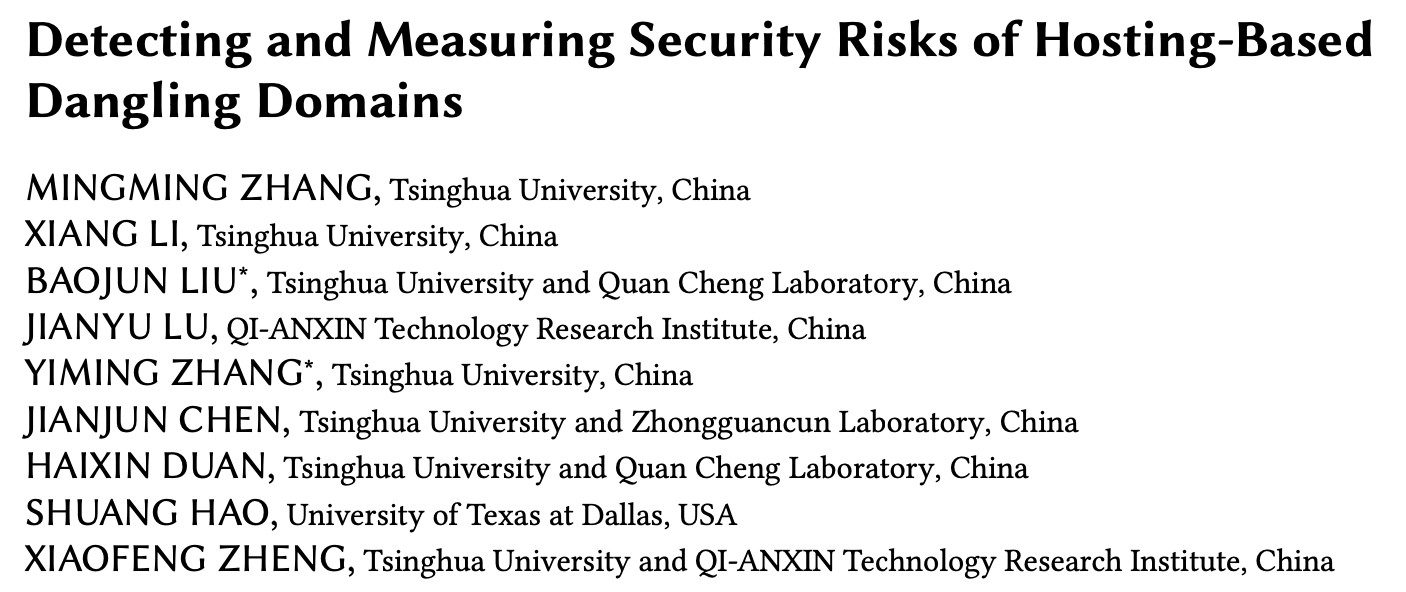 Detecting and Measuring Security Risks of Hosting-Based
Dangling Domains
MINGMING ZHANG, Tsinghua University, China
XIANG LI, Tsinghua University, China
BAOJUN LIU*, Tsinghua University and Quan Cheng Laboratory, China
JIANYU LU, QI-ANXIN Technology Research Institute, China
YIMING ZHANG*, Tsinghua University, China
JIANJUN CHEN, Tsinghua University and Zhongguancun Laboratory, China
HAIXIN DUAN, Tsinghua University and Quan Cheng Laboratory, China
SHUANG HAO, University of Texas at Dallas, USA
XIAOFENG ZHENG, Tsinghua University and QI-ANXIN Technology Research Institute, China